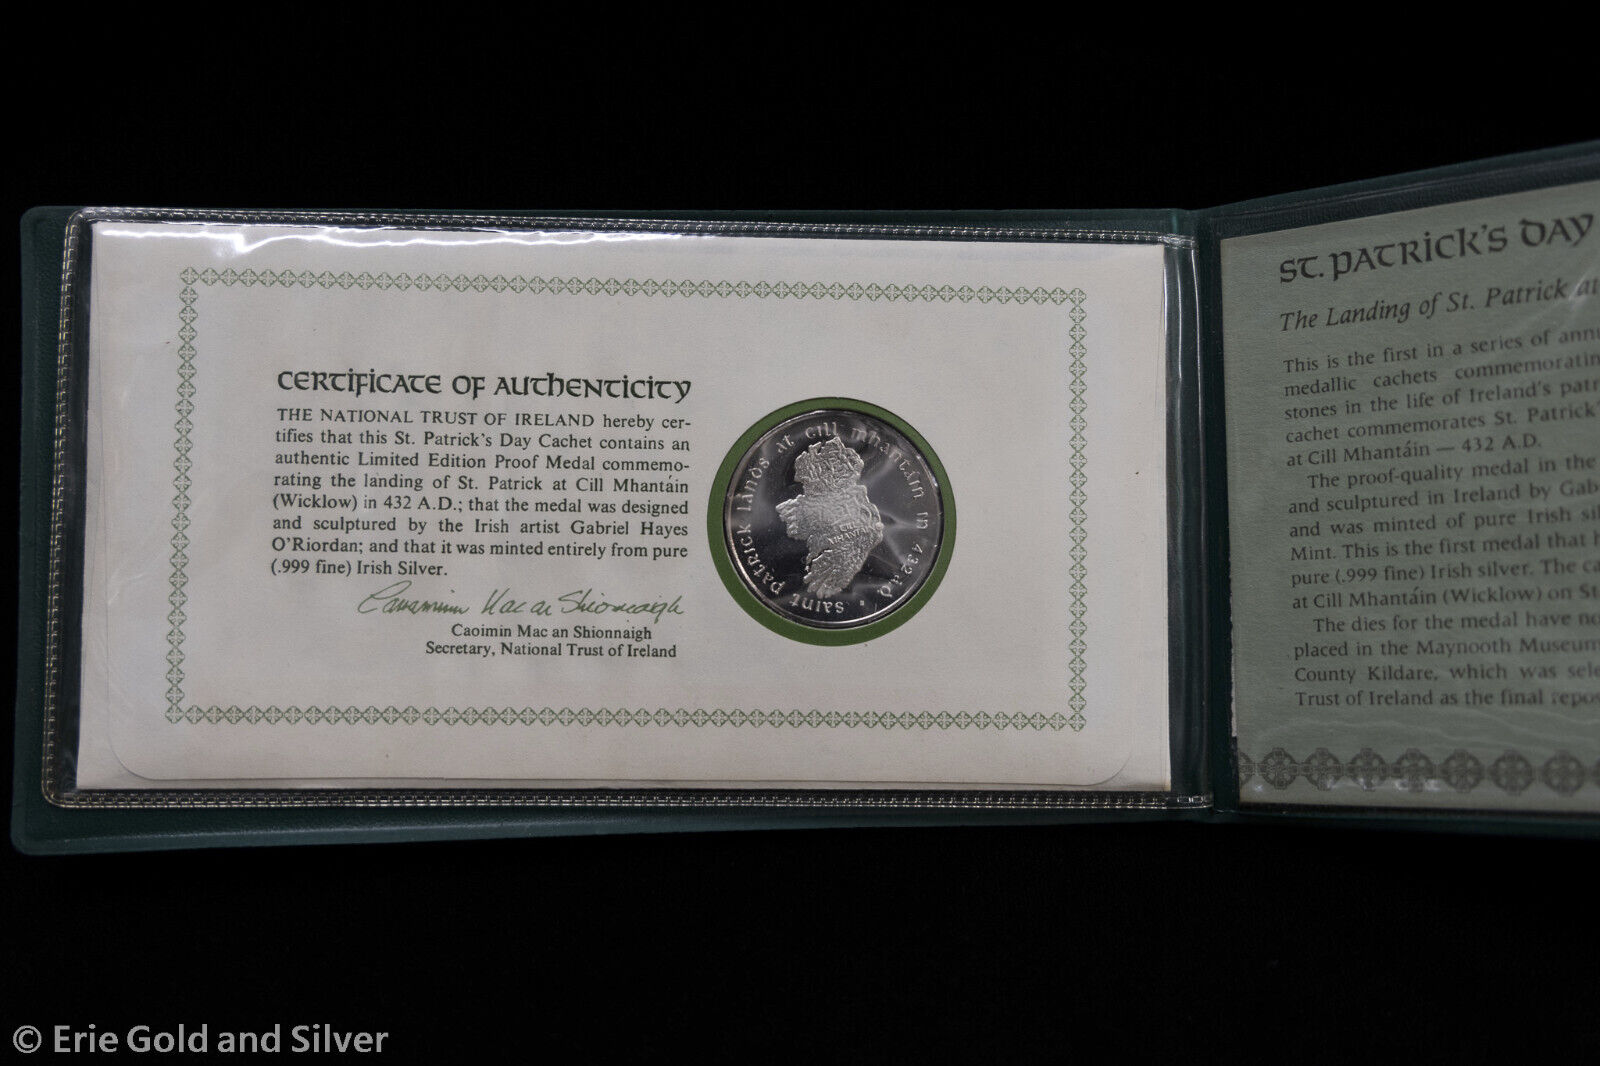 CERTIFICATE OF AUTHENTICITY
THE NATIONAL TRUST OF IRELAND hereby cer-
tifies that this St. Patrick's Day Cachet contains an
authentic Limited Edition Proof Medal commemo-
rating the landing of St. Patrick at Cill Mhantáin
(Wicklow) in 432 A.D.; that the medal was designed
and sculptured by the Irish artist Gabriel Hayes
O'Riordan; and that it was minted entirely from pure
(.999 fine) Irish Silver.
Caoimin Mac an Shionnaigh
Caoimin Mac an Shionnaigh
Secretary, National Trust of Ireland
saint patrick lánds at cill mhantáin in 432 a.d.
ST. PATRICK'S DAY
The Landing of St. Patrick at
This is the first in a series of ann
medallic cachets commemoratin
stones in the life of Ireland's patr
cachet commemorates St. Patrick'
at Cill Mhantáin — 432 A.D.
The proof-quality medal in the
and sculptured in Ireland by Gab
and was minted of pure Irish sil
Mint. This is the first medal that h
pure (.999 fine) Irish silver. The ca
at Cill Mhantáin (Wicklow) on St
The dies for the medal have no
placed in the Maynooth Museum
County Kildare, which was sele
Trust of Ireland as the final repos
© Erie Gold and Silver